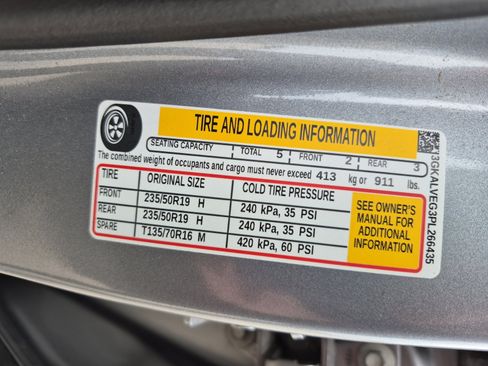 TIRE AND LOADING INFORMATION
SEATING CAPACITY TOTAL 5 FRONT 2 REAR 3
The combined weight of occupants and cargo must never exceed 413 kg or 911 lbs.
TIRE ORIGINAL SIZE COLD TIRE PRESSURE
FRONT 235/50R19 H 240 kPa, 35 PSI
REAR 235/50R19 H 240 kPa, 35 PSI
SPARE T135/70R16 M 420 kPa, 60 PSI
SEE OWNER'S
MANUAL FOR
ADDITIONAL
INFORMATION
3GKALVEG3PL266435